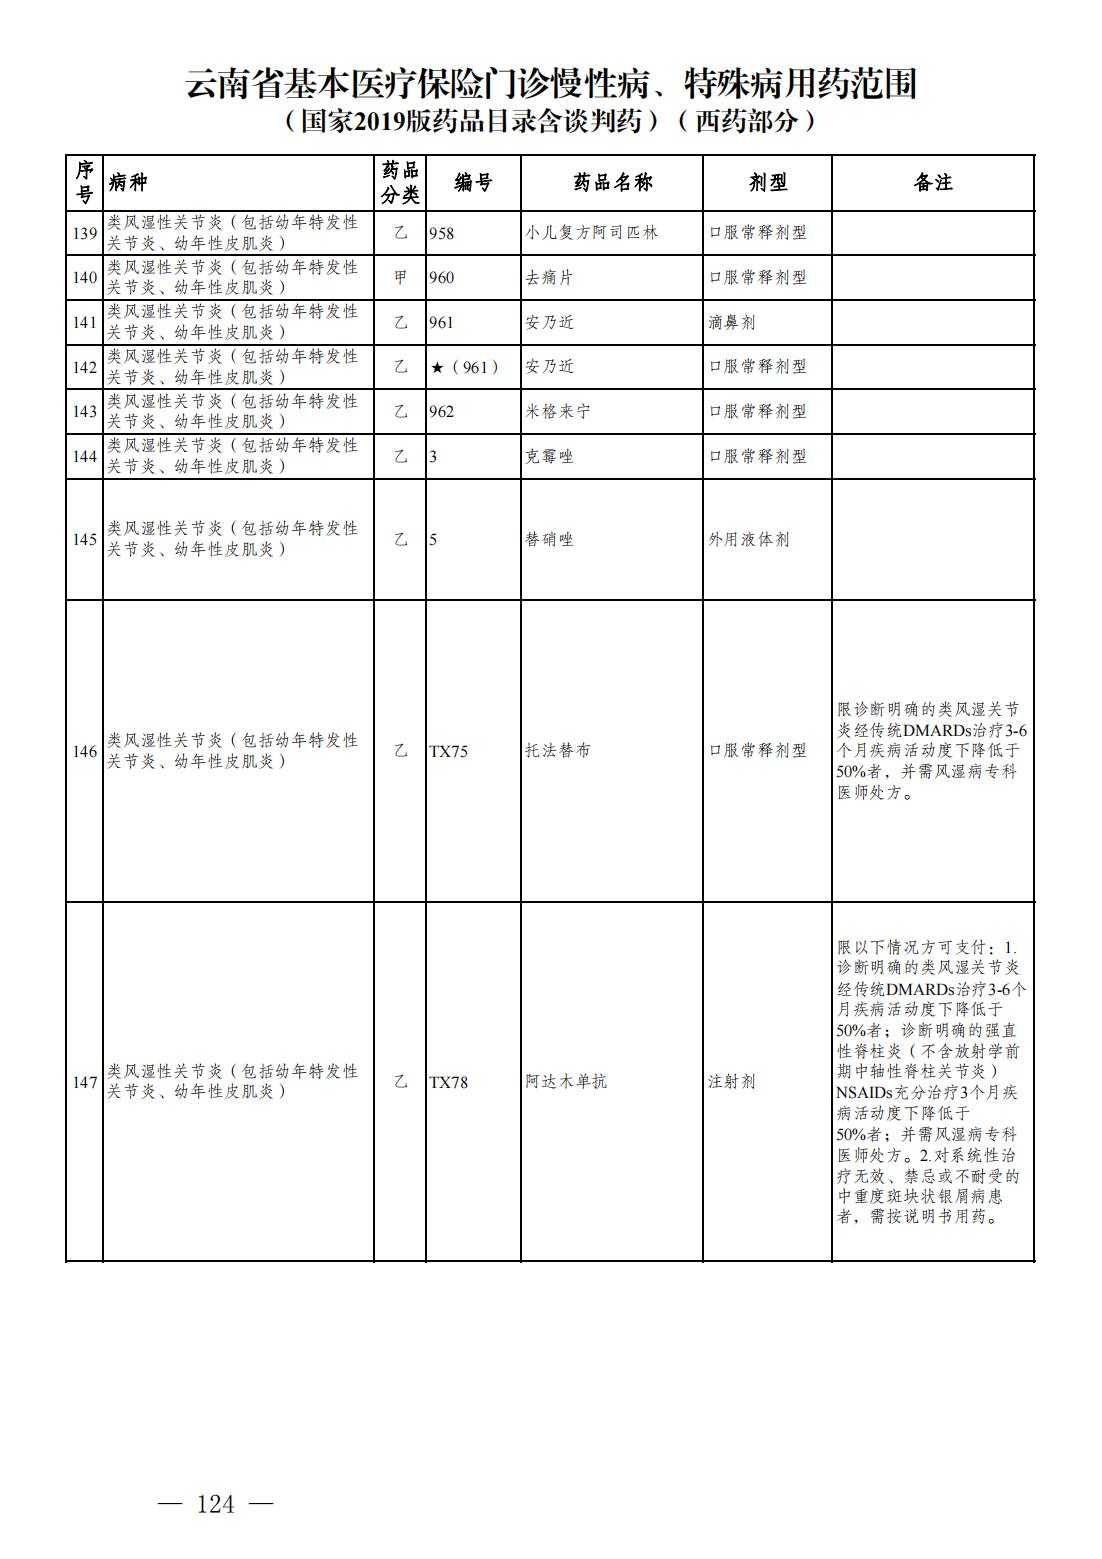 云南省基本医疗保险门诊慢性病、特殊病用药范围
（国家2019版药品目录含谈判药）（西药部分）
序号 病种 药品分类 编号 药品名称 剂型 备注
139 类风湿性关节炎（包括幼年特发性关节炎、幼年性皮肌炎） 乙 958 小儿复方阿司匹林 口服常释剂型
140 类风湿性关节炎（包括幼年特发性关节炎、幼年性皮肌炎） 甲 960 去痛片 口服常释剂型
141 类风湿性关节炎（包括幼年特发性关节炎、幼年性皮肌炎） 乙 961 安乃近 滴鼻剂
142 类风湿性关节炎（包括幼年特发性关节炎、幼年性皮肌炎） 乙 ★（961） 安乃近 口服常释剂型
143 类风湿性关节炎（包括幼年特发性关节炎、幼年性皮肌炎） 乙 962 米格来宁 口服常释剂型
144 类风湿性关节炎（包括幼年特发性关节炎、幼年性皮肌炎） 乙 3 克霉唑 口服常释剂型
145 类风湿性关节炎（包括幼年特发性关节炎、幼年性皮肌炎） 乙 5 替硝唑 外用液体剂
146 类风湿性关节炎（包括幼年特发性关节炎、幼年性皮肌炎） 乙 TX75 托法替布 口服常释剂型
限诊断明确的类风湿关节
炎经传统DMARDs治疗3-6
个月疾病活动度下降低于
50%者，并需风湿病专科
医师处方。
147 类风湿性关节炎（包括幼年特发性关节炎、幼年性皮肌炎） 乙 TX78 阿达木单抗 注射剂
限以下情况方可支付：1.
诊断明确的类风湿关节炎
经传统DMARDs治疗3-6个
月疾病活动度下降低于
50%者；诊断明确的强直
性脊柱炎（不含放射学前
期中轴性脊柱关节炎）
NSAIDs充分治疗3个月疾
病活动度下降低于
50%者；并需风湿病专科
医师处方。2.对系统性治
疗无效、禁忌或不耐受的
中重度斑块状银屑病患
者，需按说明书用药。
— 124 —